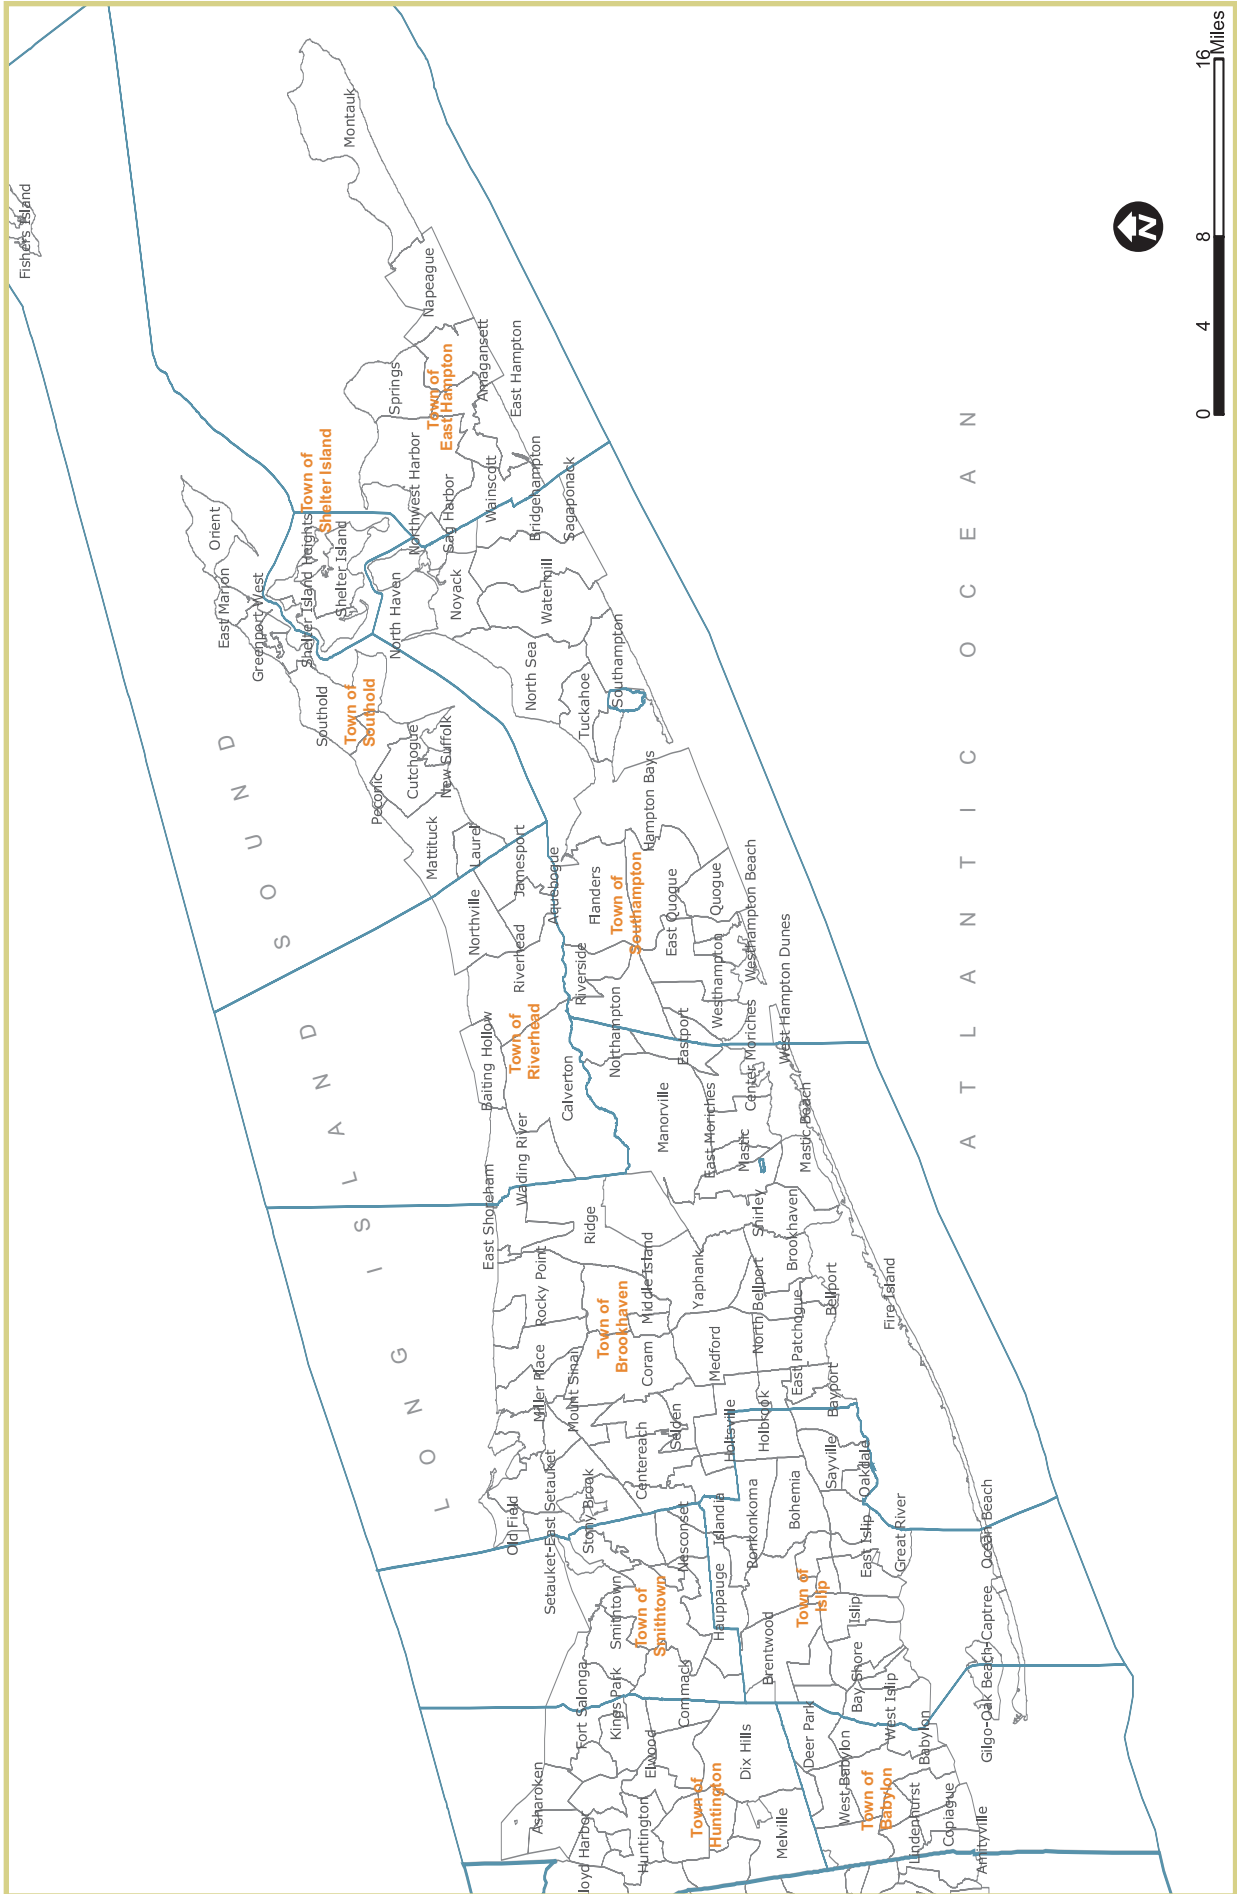 Fishers Island
Montauk
Napeague
Amagansett
East Hampton
Springs
Town of
East Hampton
Northwest Harbor
Sag Harbor
Wainscott
Bridgehampton
Sagaponack
Orient
East Marion
Greenport West
Town of
Shelter Island
Shelter Island Heights
Shelter Island
North Haven
Noyack
Watermill
North Sea
Tuckahoe
Southampton
Southold
Town of
Southold
Peconic
Cutchogue
New Suffolk
Mattituck
Laurel
Jamesport
Aquebogue
Northville
Riverhead
Town of
Riverhead
Baiting Hollow
Wading River
Calverton
Hampton Bays
Flanders
Town of
Southampton
East Quogue
Quogue
Riverside
Northampton
Westhampton
Westhampton Beach
West Hampton Dunes
Eastport
Center Moriches
East Moriches
Manorville
Mastic
Mastic Beach
Shirley
Brookhaven
East Shoreham
Ridge
Rocky Point
Middle Island
Yaphank
Town of
Brookhaven
Coram
Medford
North Bellport
Bellport
East Patchogue
Fire Island
Miller Place
Mount Sinai
Selden
Centereach
Holtsville
Holbrook
Bayport
Sayville
Oakdale
Old Field
Setauket-East Setauket
Stony Brook
Nesconset
Islandia
Ronkonkoma
Bohemia
East Islip
Great River
Ocean Beach
Smithtown
Town of
Smithtown
Hauppauge
Town of
Islip
Islip
Brentwood
Bay Shore
West Islip
Gilgo-Oak Beach-Captree
Fort Salonga
Kings Park
Commack
Elwood
Dix Hills
Deer Park
West Babylon
Babylon
Town of
Babylon
Lindenhurst
Copiague
Amityville
Asharoken
loyd Harbor
Huntington
Town of
Huntington
Melville
LONG ISLAND SOUND
ATLANTIC OCEAN
N
0 4 8 16
Miles